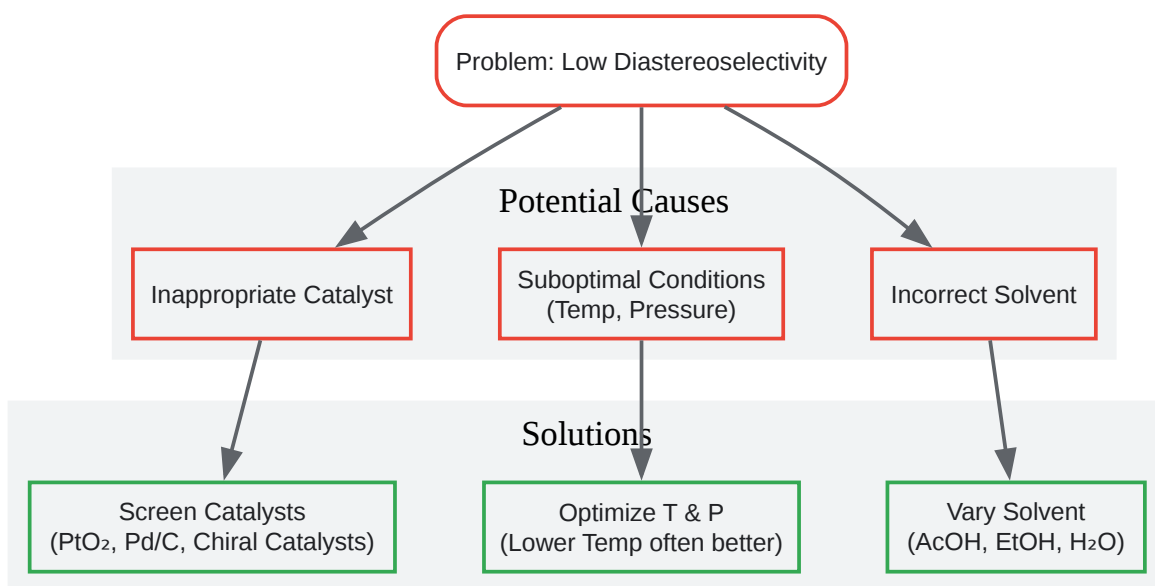 Problem: Low Diastereoselectivity
Potential Causes
Inappropriate Catalyst
Suboptimal Conditions
(Temp, Pressure)
Incorrect Solvent
Solutions
Screen Catalysts
(PtO₂, Pd/C, Chiral Catalysts)
Optimize T & P
(Lower Temp often better)
Vary Solvent
(AcOH, EtOH, H₂O)